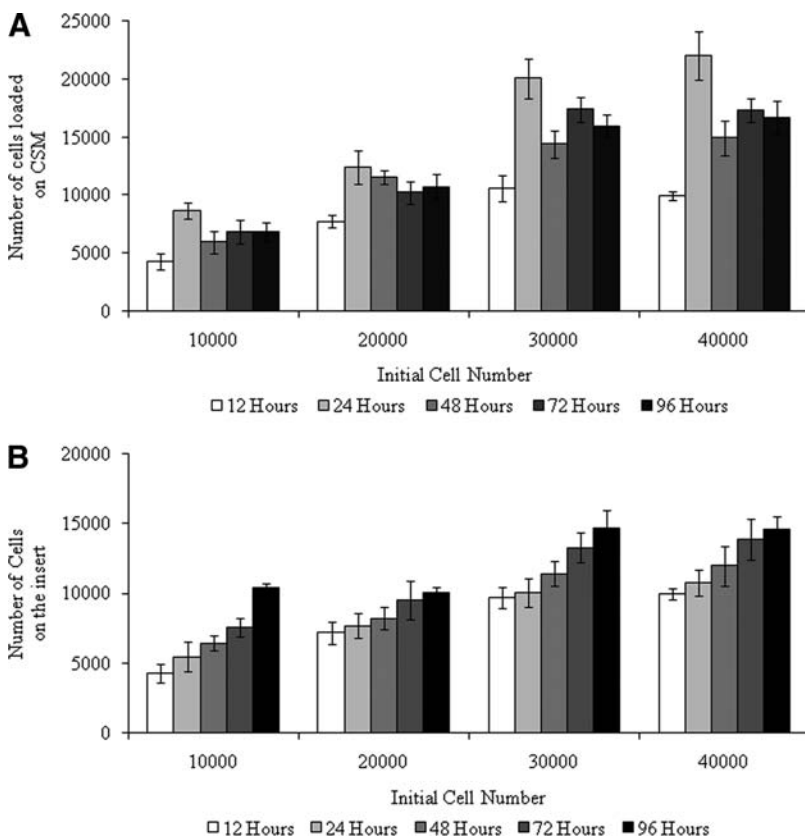 A
25000
20000
15000
10000
5000
0
Number of cells loaded
on CSM
10000 20000 30000 40000
Initial Cell Number
12 Hours 24 Hours 48 Hours 72 Hours 96 Hours
B
20000
15000
10000
5000
0
Number of Cells
on the insert
10000 20000 30000 40000
Initial Cell Number
12 Hours 24 Hours 48 Hours 72 Hours 96 Hours